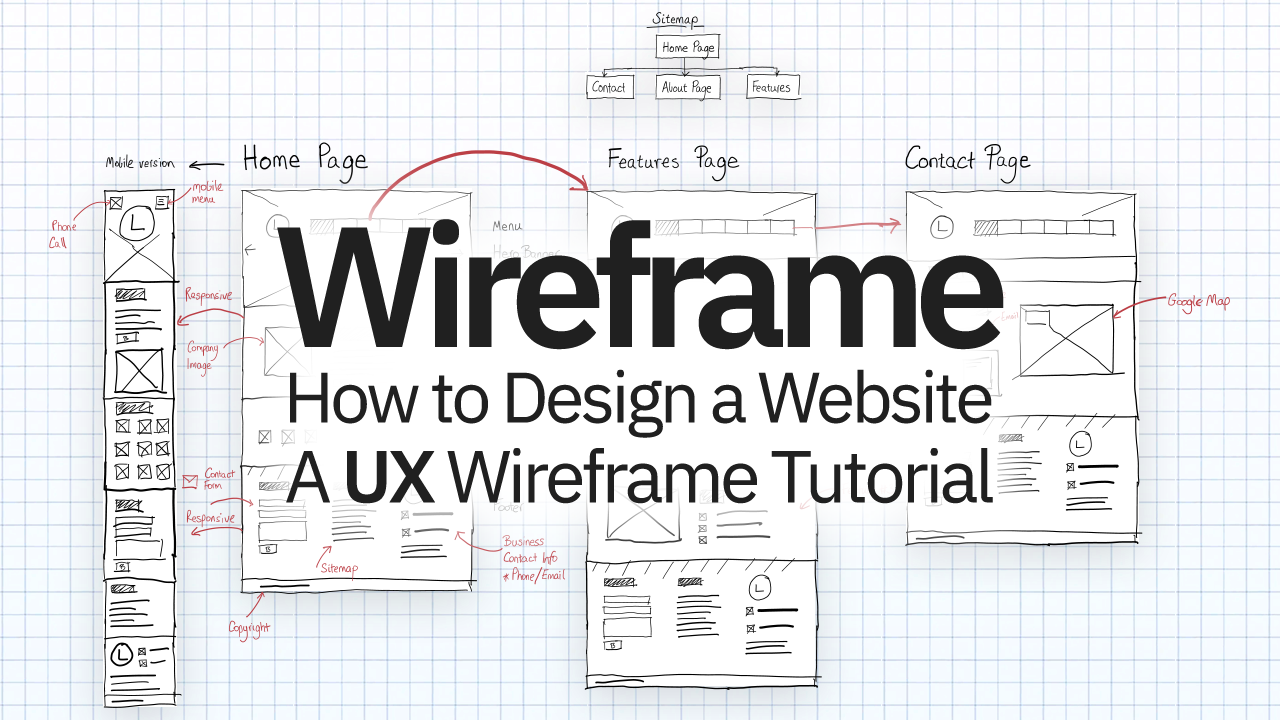 Sitemap
Home Page
Contact
About Page
Features
Mobile version
Home Page
Features Page
Contact Page
mobile
menu
Phone
Call
Menu
Hero Banner
Wireframe
How to Design a Website
A UX Wireframe Tutorial
Responsive
Company
Image
Email
Google Map
Contact
Form
Responsive
Footer
Sitemap
Business
Contact Info
* Phone/Email
Copyright
L
L
L
L
L
B
B
B
B